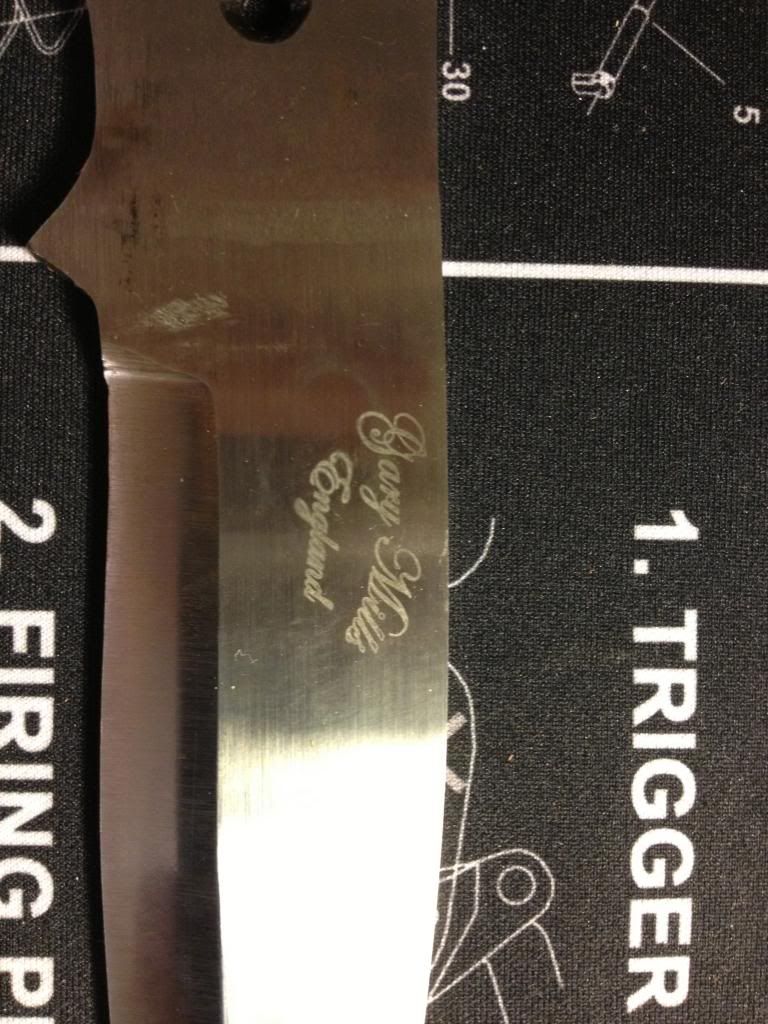 Gary Mills
England
30
5
1. TRIGGER
2. FIRING